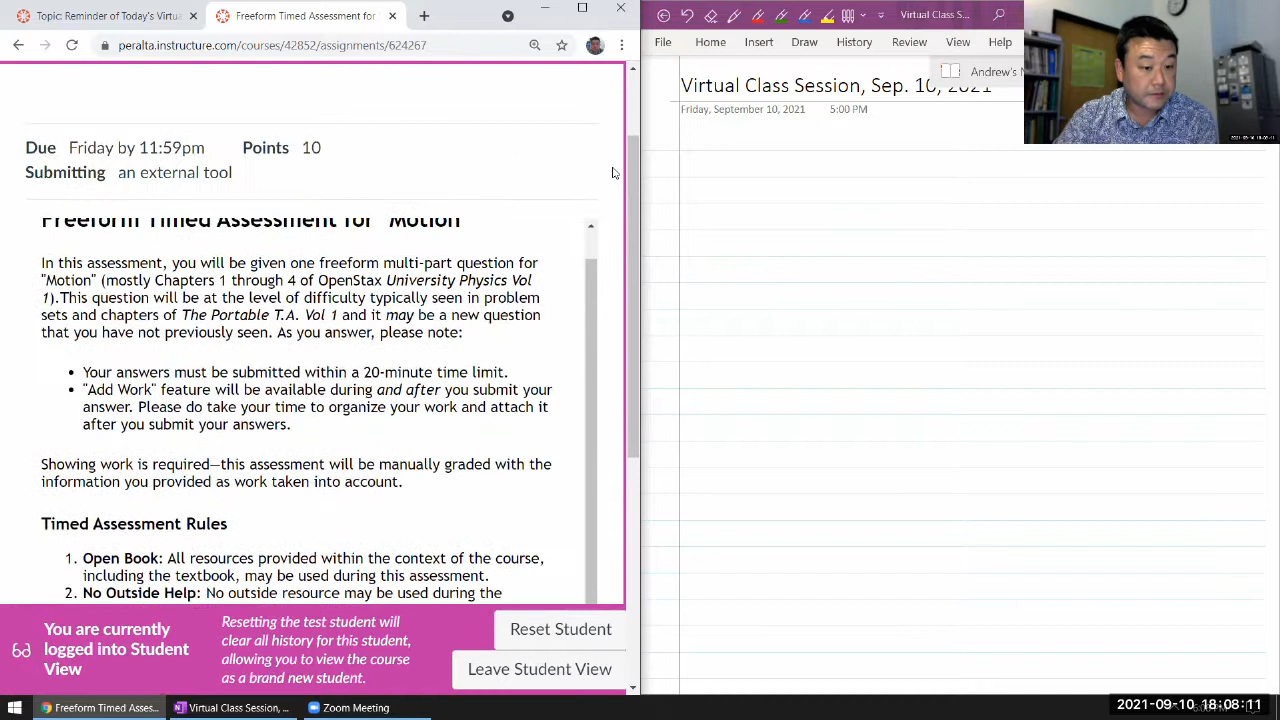 Topic: Reminder of Today's Virtu
Freeform Timed Assessment for
peralta.instructure.com/courses/42852/assignments/624267
Due Friday by 11:59pm Points 10
Submitting an external tool
Freeform Timed Assessment for "Motion"
In this assessment, you will be given one freeform multi-part question for
"Motion" (mostly Chapters 1 through 4 of OpenStax University Physics Vol
1).This question will be at the level of difficulty typically seen in problem
sets and chapters of The Portable T.A. Vol 1 and it may be a new question
that you have not previously seen. As you answer, please note:
• Your answers must be submitted within a 20-minute time limit.
• "Add Work" feature will be available during and after you submit your
answer. Please do take your time to organize your work and attach it
after you submit your answers.
Showing work is required—this assessment will be manually graded with the
information you provided as work taken into account.
Timed Assessment Rules
1. Open Book: All resources provided within the context of the course,
including the textbook, may be used during this assessment.
2. No Outside Help: No outside resource may be used during the
You are currently
logged into Student
View
Resetting the test student will
clear all history for this student,
allowing you to view the course
as a brand new student.
Reset Student
Leave Student View
Virtual Class S...
File Home Insert Draw History Review View Help
Andrew's
Virtual Class Session, Sep. 10, 2021
Friday, September 10, 2021 5:00 PM
2021-09-10 18:08:11
Freeform Timed Asses...
Virtual Class Session, ...
Zoom Meeting
2021-09-10 18:08:11